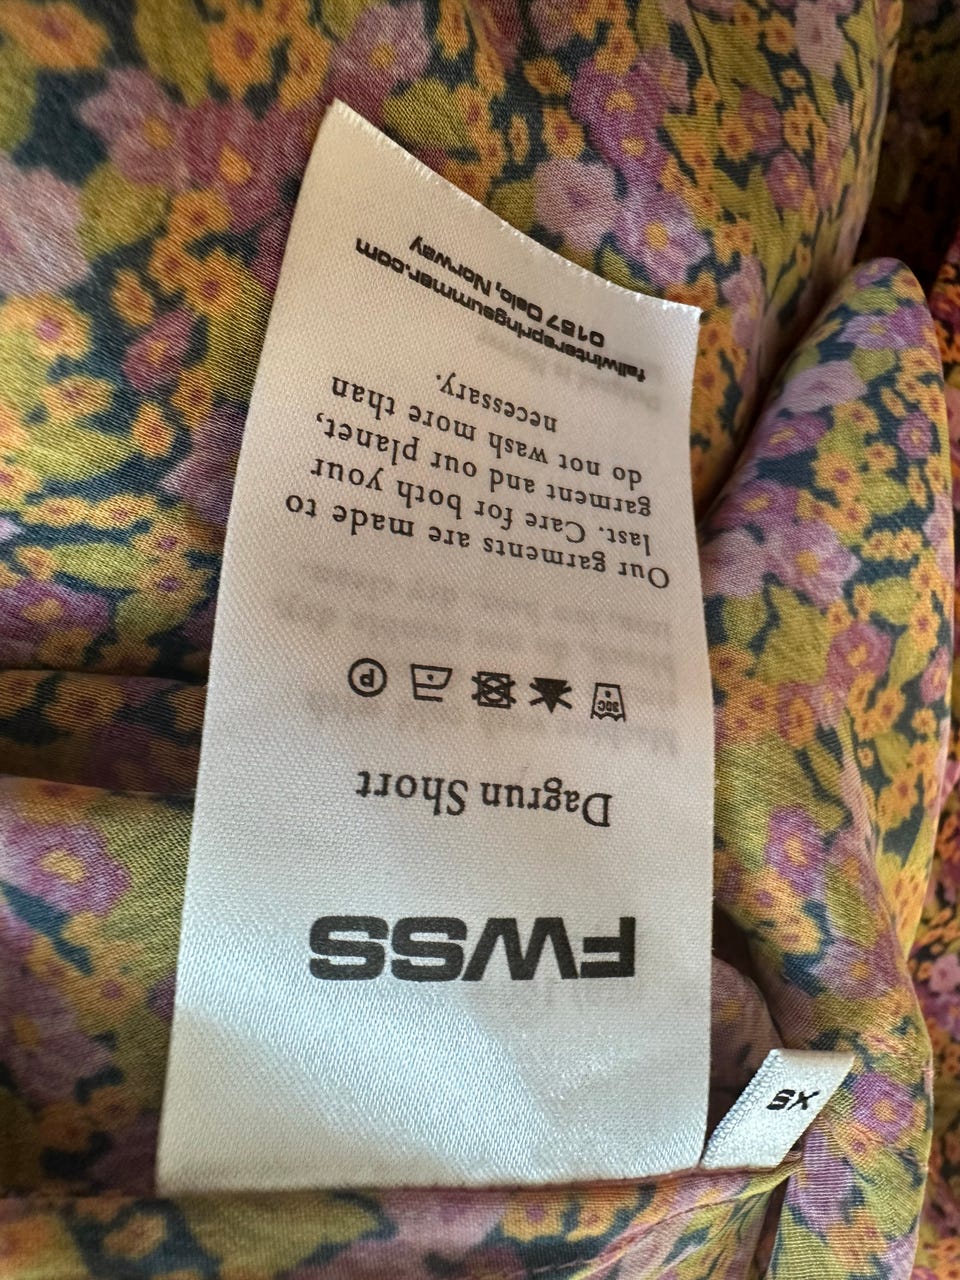 FWSS
Dagrun Short
30C
P
Our garments are made to
last. Care for both your
garment and our planet,
do not wash more than
necessary.
fallwinterspringsummer.com
0157 Oslo, Norway
XS